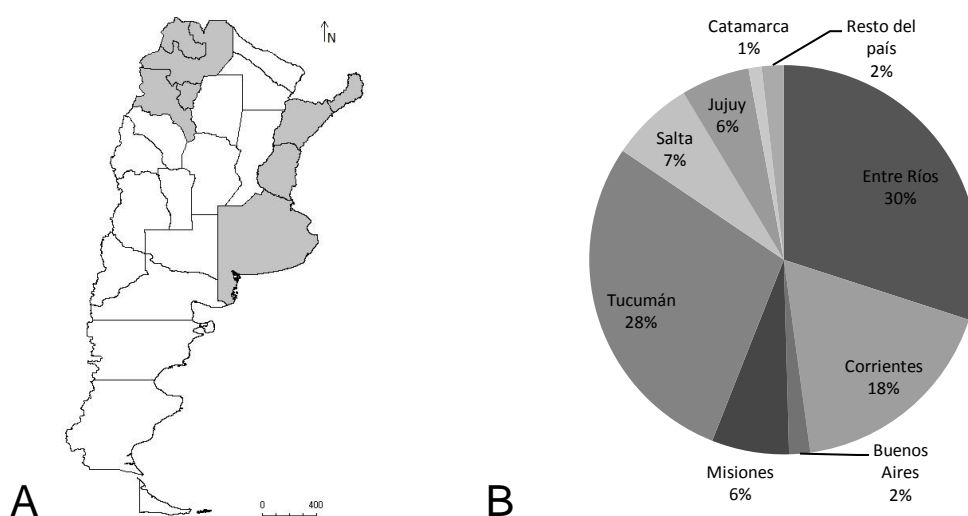 N
0 400
A
Catamarca
1%
Resto del
país
2%
Jujuy
6%
Salta
7%
Entre Ríos
30%
Tucumán
28%
Corrientes
18%
Misiones
6%
Buenos
Aires
2%
B